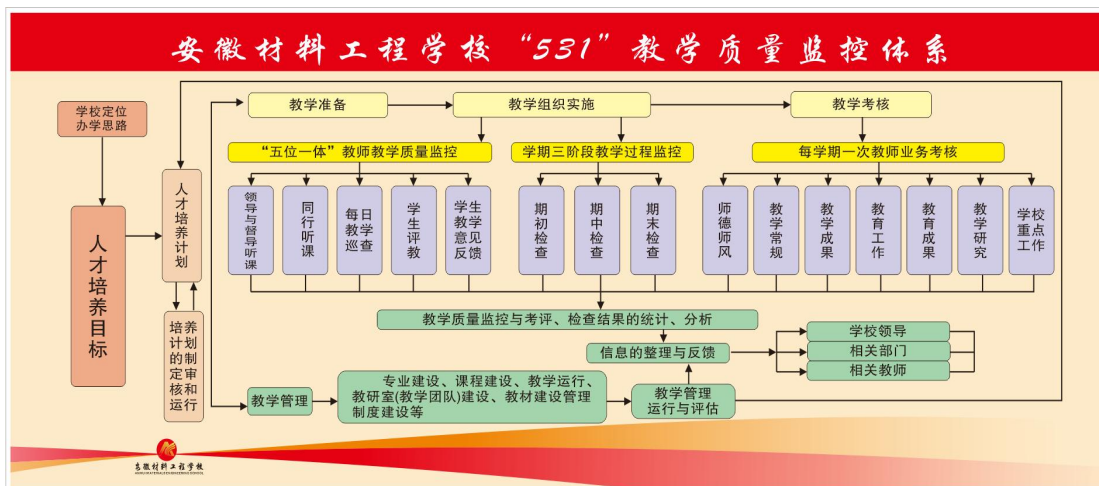 安徽材料工程学校“531”教学质量监控体系
学校定位
办学思路
人才培养目标
人才培养计划
培养计划的制定审核和运行
教学准备
教学组织实施
教学考核
“五位一体”教师教学质量监控
学期三阶段教学过程监控
每学期一次教师业务考核
领导与督导听课
同行听课
每日教学巡查
学生评教
学生教学意见反馈
期初检查
期中检查
期末检查
师德师风
教学常规
教学成果
教育工作
教育成果
教学研究
学校重点工作
教学质量监控与考评、检查结果的统计、分析
信息的整理与反馈
学校领导
相关部门
相关教师
教学管理
专业建设、课程建设、教学运行、
教研室(教学团队)建设、教材建设管理
制度建设等
教学管理
运行与评估
安徽材料工程学校